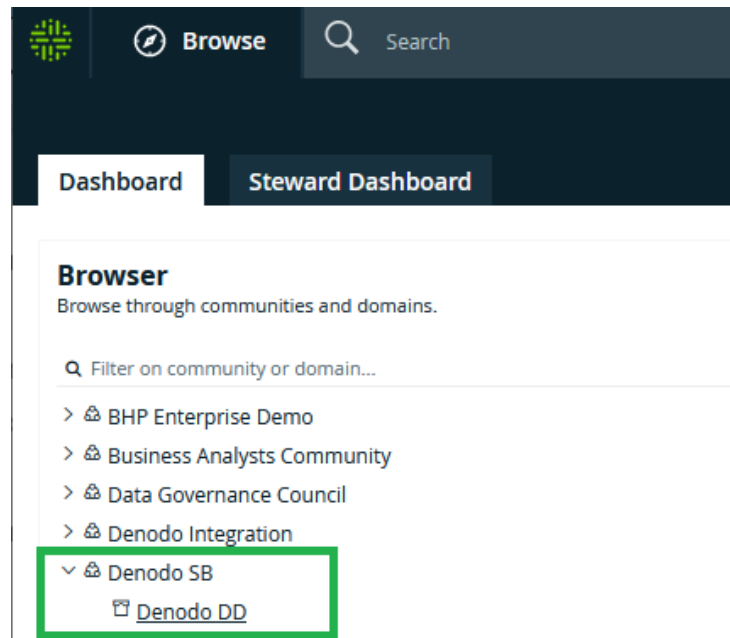 Browse Search
Dashboard Steward Dashboard
Browser
Browse through communities and domains.
Filter on community or domain...
BHP Enterprise Demo
Business Analysts Community
Data Governance Council
Denodo Integration
Denodo SB
Denodo DD